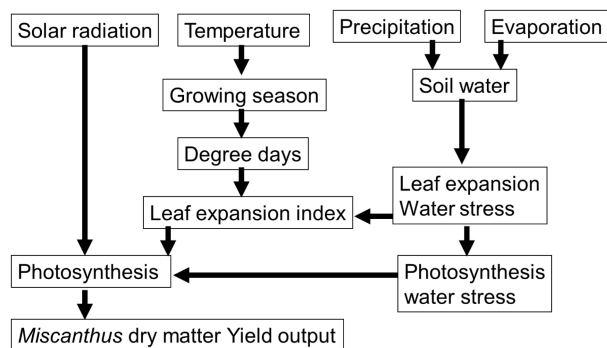 Solar radiation
Temperature
Precipitation
Evaporation
Growing season
Soil water
Degree days
Leaf expansion
Water stress
Leaf expansion index
Photosynthesis
Photosynthesis
water stress
Miscanthus dry matter Yield output